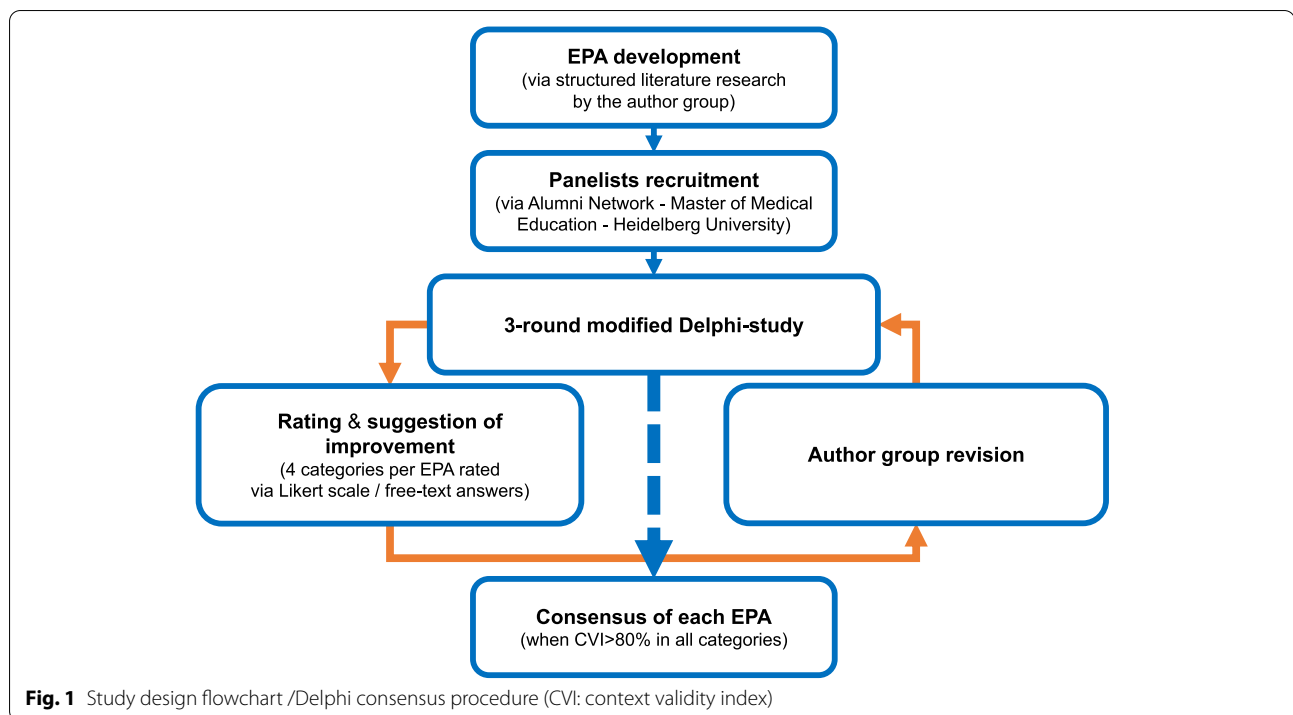 EPA development
(via structured literature research
by the author group)
Panelists recruitment
(via Alumni Network - Master of Medical
Education - Heidelberg University)
3-round modified Delphi-study
Rating & suggestion of
improvement
(4 categories per EPA rated
via Likert scale / free-text answers)
Author group revision
Consensus of each EPA
(when CVI>80% in all categories)
Fig. 1 Study design flowchart /Delphi consensus procedure (CVI: context validity index)